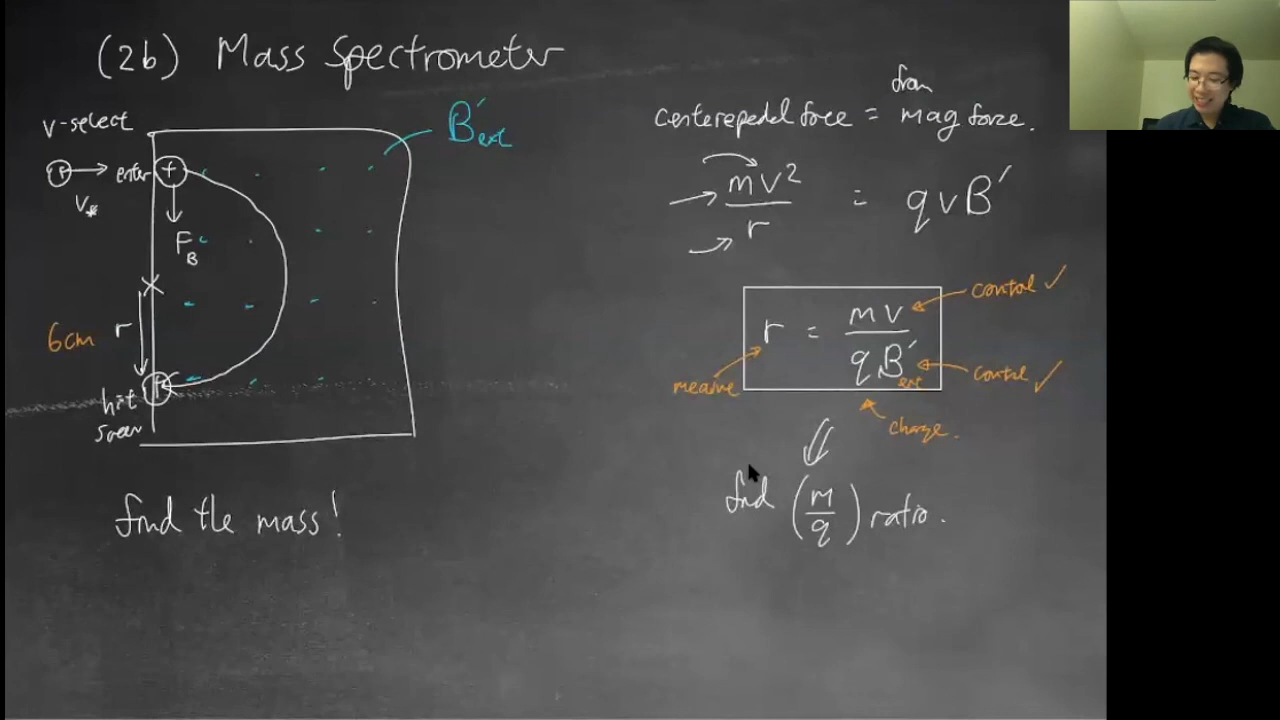 (2b) Mass Spectrometer
v-select
enter
V*
F_B
6cm
r
hit
screen
B'ext
find the mass!
from
centerepedel force = mag force.
mv²/r = qvB'
r = mv/qB'ext
control ✓
control ✓
measure
charge.
find (m/q) ratio.